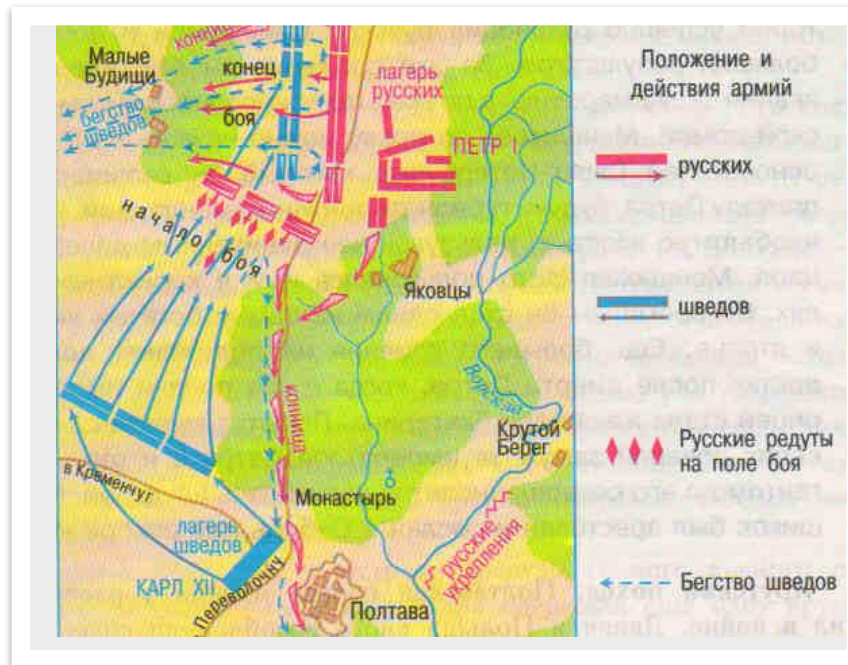 конница
Малые
Будищи
конец
боя
бегство
шведов
лагерь
русских
ПЕТР I
начало боя
Яковцы
конница
Ворскла
Крутой
Берег
в Кременчуг
Монастырь
лагерь
шведов
КАРЛ XII
Переволочну
Полтава
русские
укрепления
Положение и
действия армий
русских
шведов
Русские редуты
на поле боя
Бегство шведов